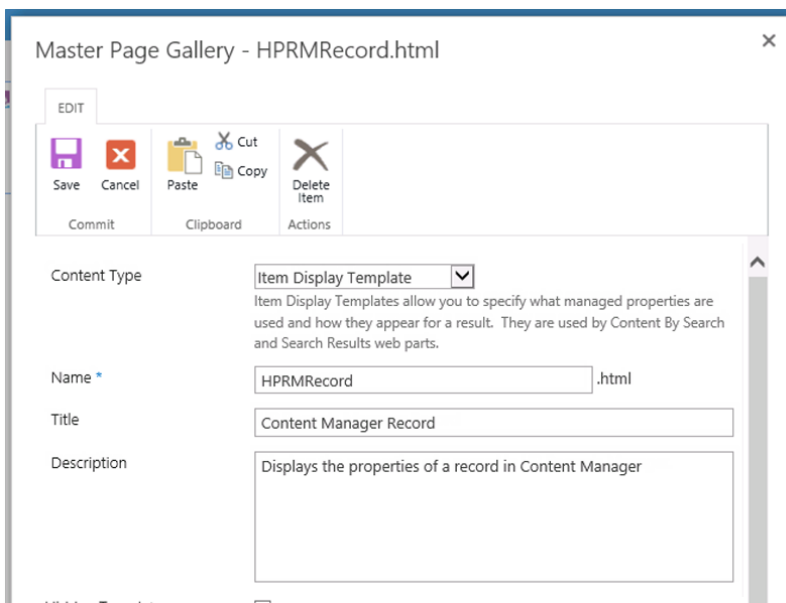 Master Page Gallery - HPRMRecord.html
EDIT
Save
Cancel
Paste
Cut
Copy
Delete
Item
Commit
Clipboard
Actions
Content Type
Item Display Template
Item Display Templates allow you to specify what managed properties are
used and how they appear for a result. They are used by Content By Search
and Search Results web parts.
Name *
HPRMRecord
.html
Title
Content Manager Record
Description
Displays the properties of a record in Content Manager